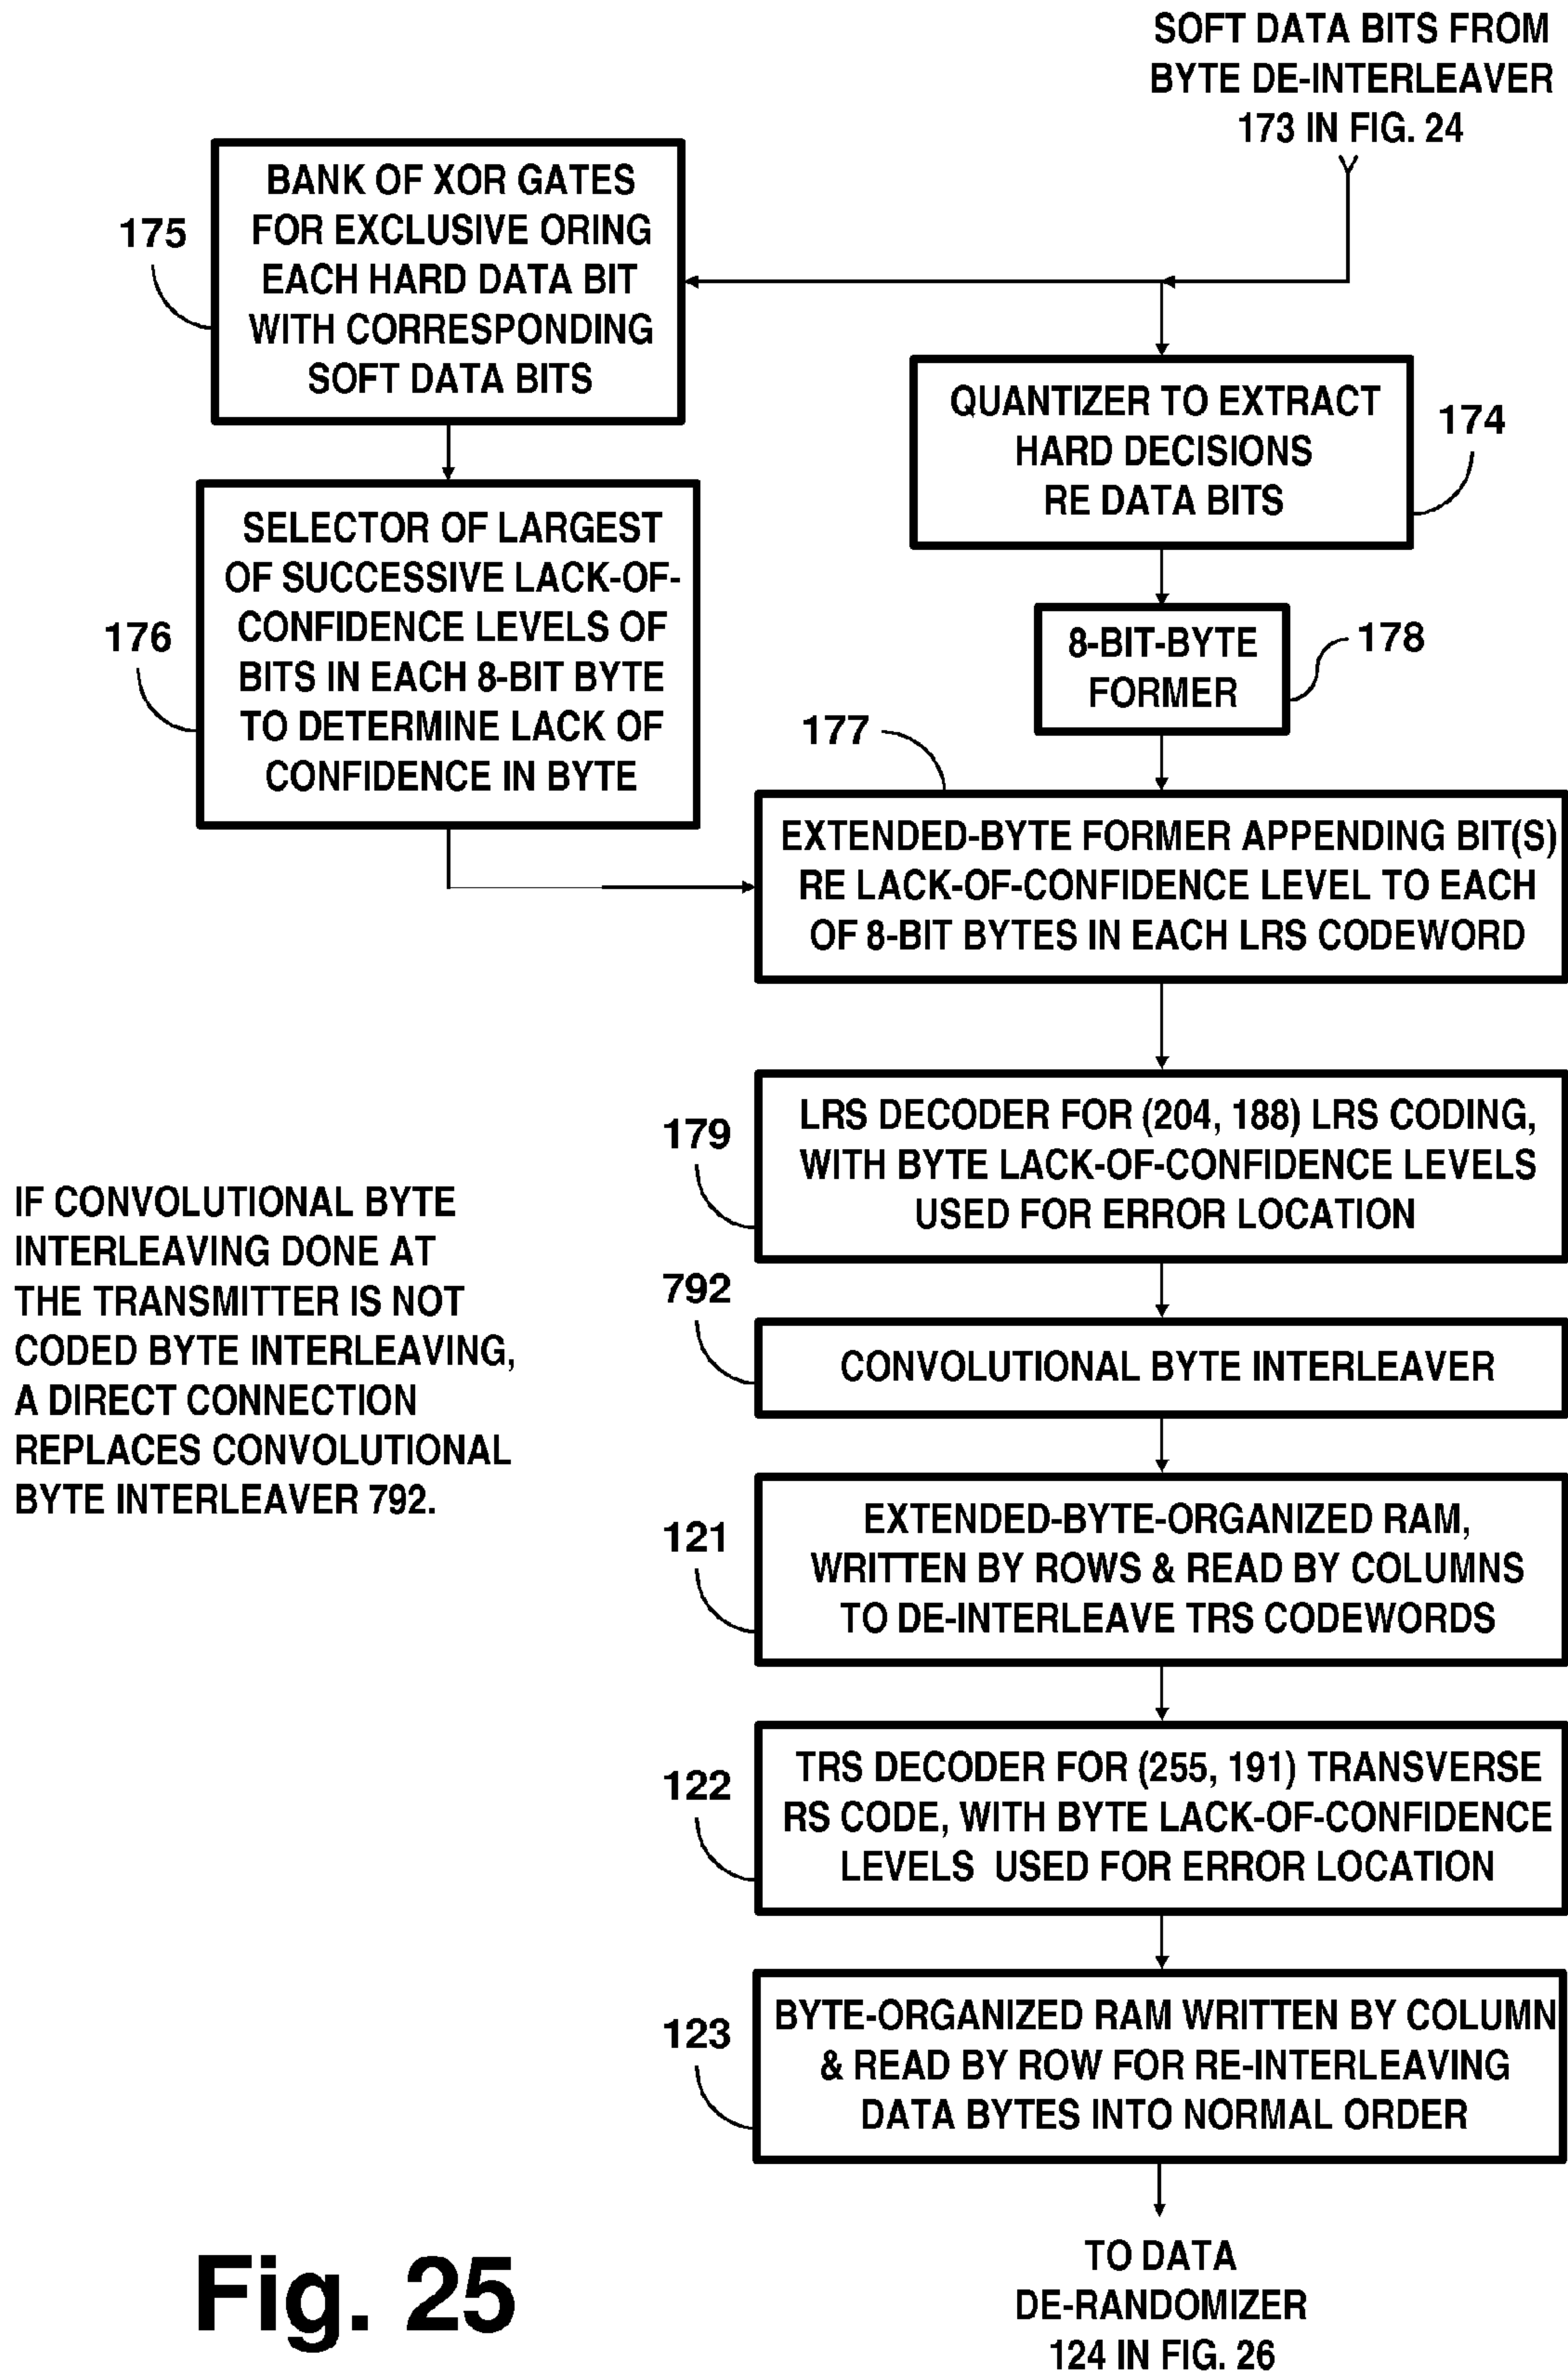 SOFT DATA BITS FROM
BYTE DE-INTERLEAVER
173 IN FIG. 24
175
BANK OF XOR GATES
FOR EXCLUSIVE ORING
EACH HARD DATA BIT
WITH CORRESPONDING
SOFT DATA BITS
QUANTIZER TO EXTRACT
HARD DECISIONS
RE DATA BITS
174
176
SELECTOR OF LARGEST
OF SUCCESSIVE LACK-OF-
CONFIDENCE LEVELS OF
BITS IN EACH 8-BIT BYTE
TO DETERMINE LACK OF
CONFIDENCE IN BYTE
8-BIT-BYTE
FORMER
178
177
EXTENDED-BYTE FORMER APPENDING BIT(S)
RE LACK-OF-CONFIDENCE LEVEL TO EACH
OF 8-BIT BYTES IN EACH LRS CODEWORD
179
LRS DECODER FOR (204, 188) LRS CODING,
WITH BYTE LACK-OF-CONFIDENCE LEVELS
USED FOR ERROR LOCATION
IF CONVOLUTIONAL BYTE
INTERLEAVING DONE AT
THE TRANSMITTER IS NOT
CODED BYTE INTERLEAVING,
A DIRECT CONNECTION
REPLACES CONVOLUTIONAL
BYTE INTERLEAVER 792.
792
CONVOLUTIONAL BYTE INTERLEAVER
121
EXTENDED-BYTE-ORGANIZED RAM,
WRITTEN BY ROWS & READ BY COLUMNS
TO DE-INTERLEAVE TRS CODEWORDS
122
TRS DECODER FOR (255, 191) TRANSVERSE
RS CODE, WITH BYTE LACK-OF-CONFIDENCE
LEVELS USED FOR ERROR LOCATION
123
BYTE-ORGANIZED RAM WRITTEN BY COLUMN
& READ BY ROW FOR RE-INTERLEAVING
DATA BYTES INTO NORMAL ORDER
TO DATA
DE-RANDOMIZER
124 IN FIG. 26
Fig. 25